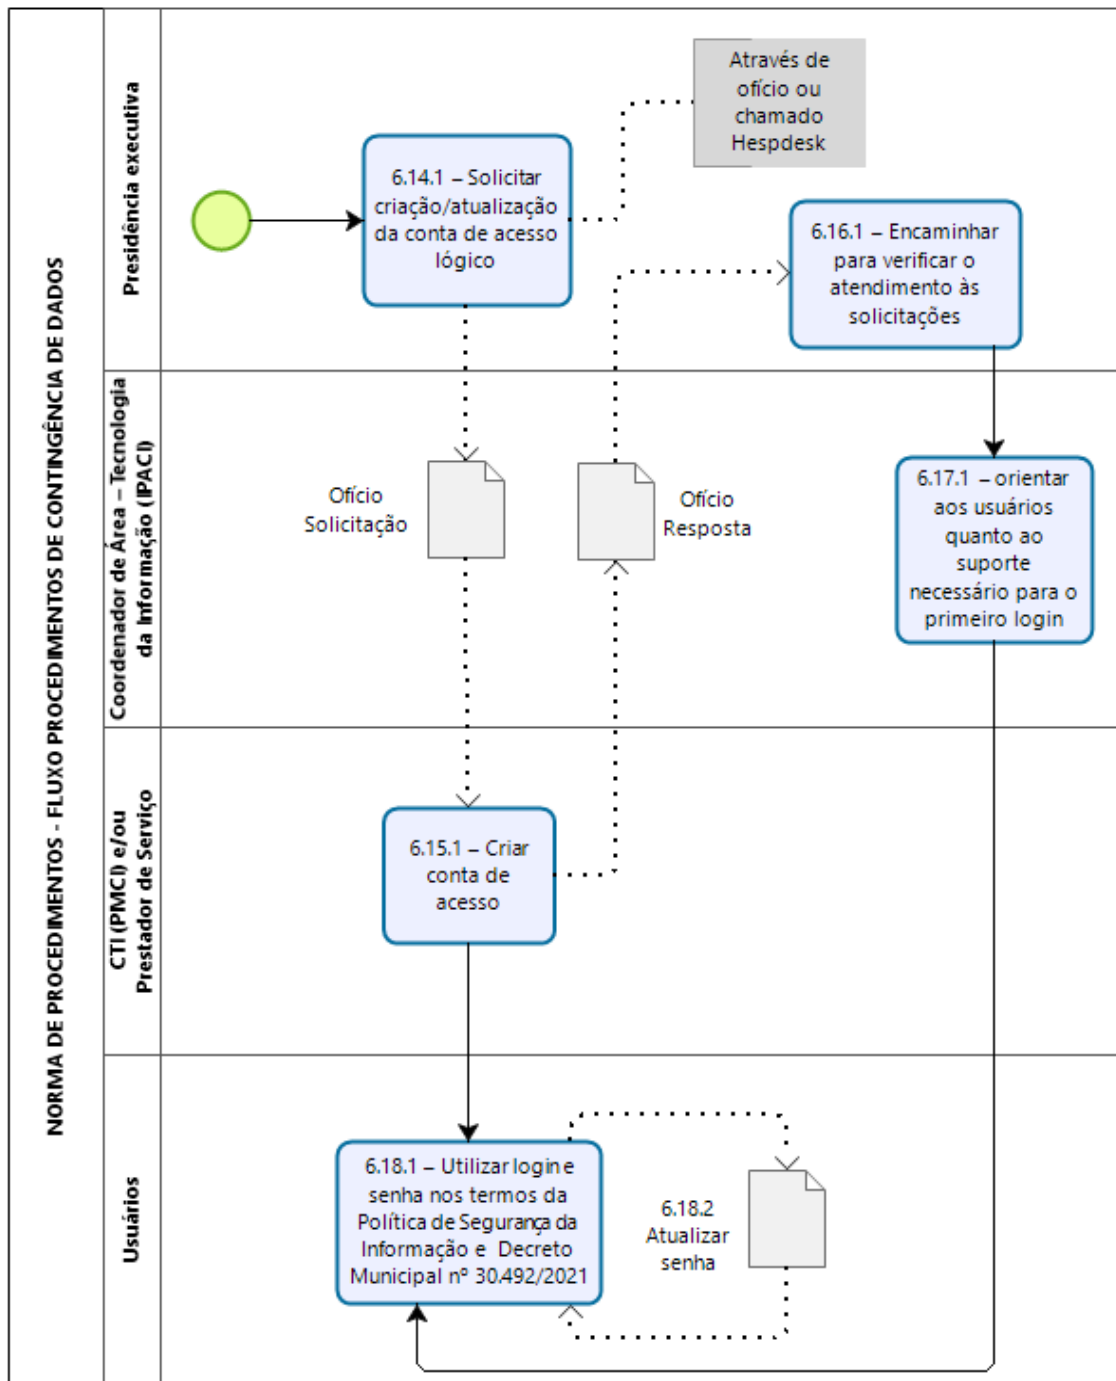 NORMA DE PROCEDIMENTOS - FLUXO PROCEDIMENTOS DE CONTINGÊNCIA DE DADOS
Presidência executiva
6.14.1 – Solicitar
criação/atualização
da conta de acesso
lógico
Através de
ofício ou
chamado
Hespdesk
6.16.1 – Encaminhar
para verificar o
atendimento às
solicitações
Coordenador de Área – Tecnologia
da Informação (IPACI)
Ofício
Solicitação
Ofício
Resposta
6.17.1 – orientar
aos usuários
quanto ao
suporte
necessário para o
primeiro login
CTI (PMCI) e/ou
Prestador de Serviço
6.15.1 – Criar
conta de
acesso
Usuários
6.18.1 – Utilizar login e
senha nos termos da
Política de Segurança da
Informação e Decreto
Municipal nº 30.492/2021
6.18.2
Atualizar
senha